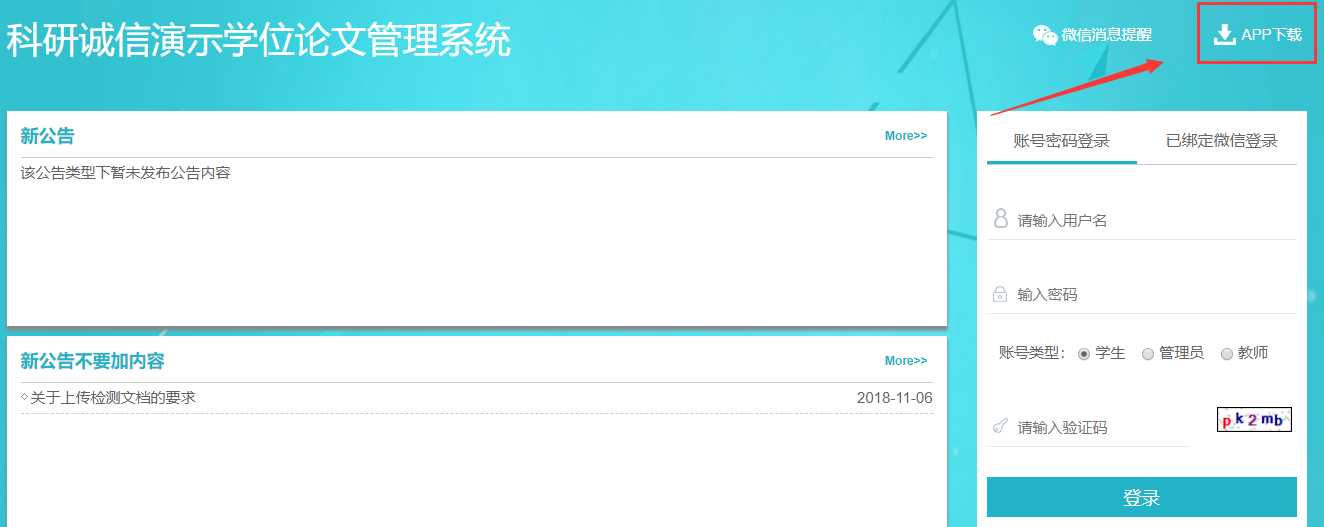 科研诚信演示学位论文管理系统
微信消息提醒
APP下载
新公告
More>>
该公告类型下暂未发布公告内容
新公告不要加内容
More>>
关于上传检测文档的要求
2018-11-06
账号密码登录
已绑定微信登录
请输入用户名
输入密码
账号类型： 学生 管理员 教师
请输入验证码
pk2mb
登录